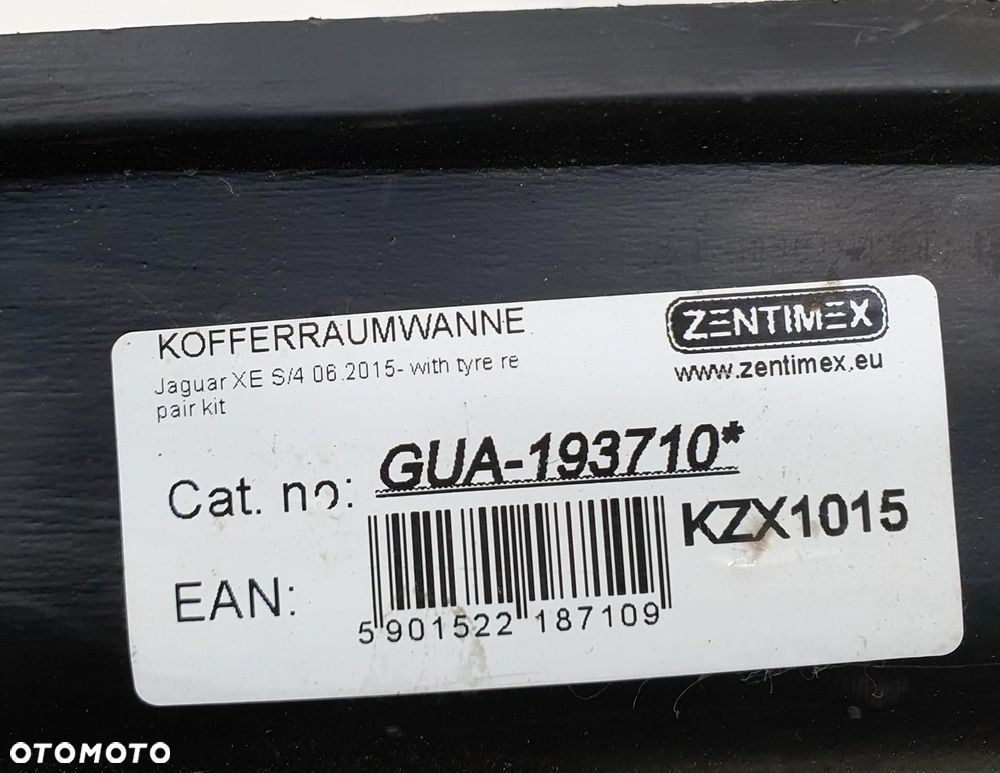 KOFFERRAUMWANNE
ZENTIMEX
www.zentimex.eu
Jaguar XE S/4 06.2015- with tyre re
pair kit
Cat. no: GUA-193710*
KZX1015
EAN:
5 901522 187109
OTOMOTO